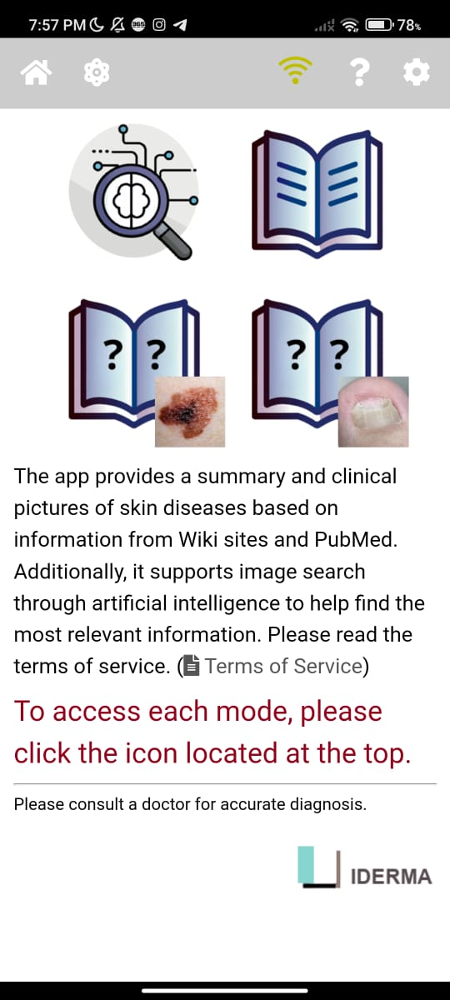 7:57 PM 365 78%
? ?
? ?
The app provides a summary and clinical
pictures of skin diseases based on
information from Wiki sites and PubMed.
Additionally, it supports image search
through artificial intelligence to help find the
most relevant information. Please read the
terms of service. (Terms of Service)
To access each mode, please
click the icon located at the top.
Please consult a doctor for accurate diagnosis.
IDERMA